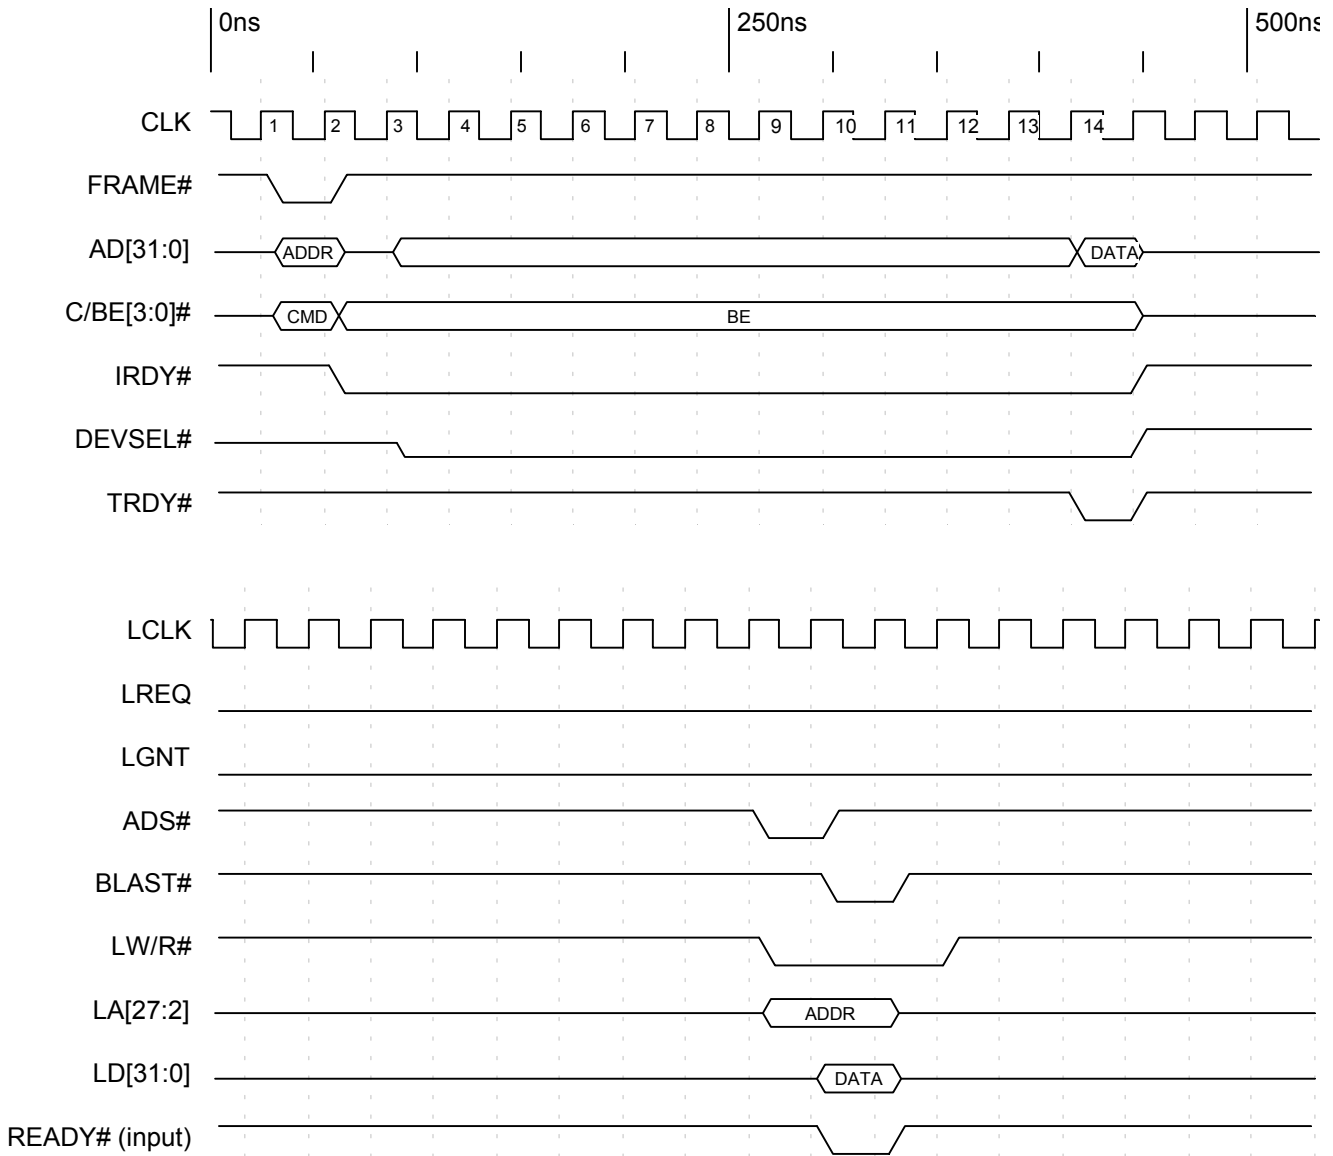 0ns 250ns 500ns
CLK 1 2 3 4 5 6 7 8 9 10 11 12 13 14
FRAME#
AD[31:0] ADDR DATA
C/BE[3:0]# CMD BE
IRDY#
DEVSEL#
TRDY#
LCLK
LREQ
LGNT
ADS#
BLAST#
LW/R#
LA[27:2] ADDR
LD[31:0] DATA
READY# (input)